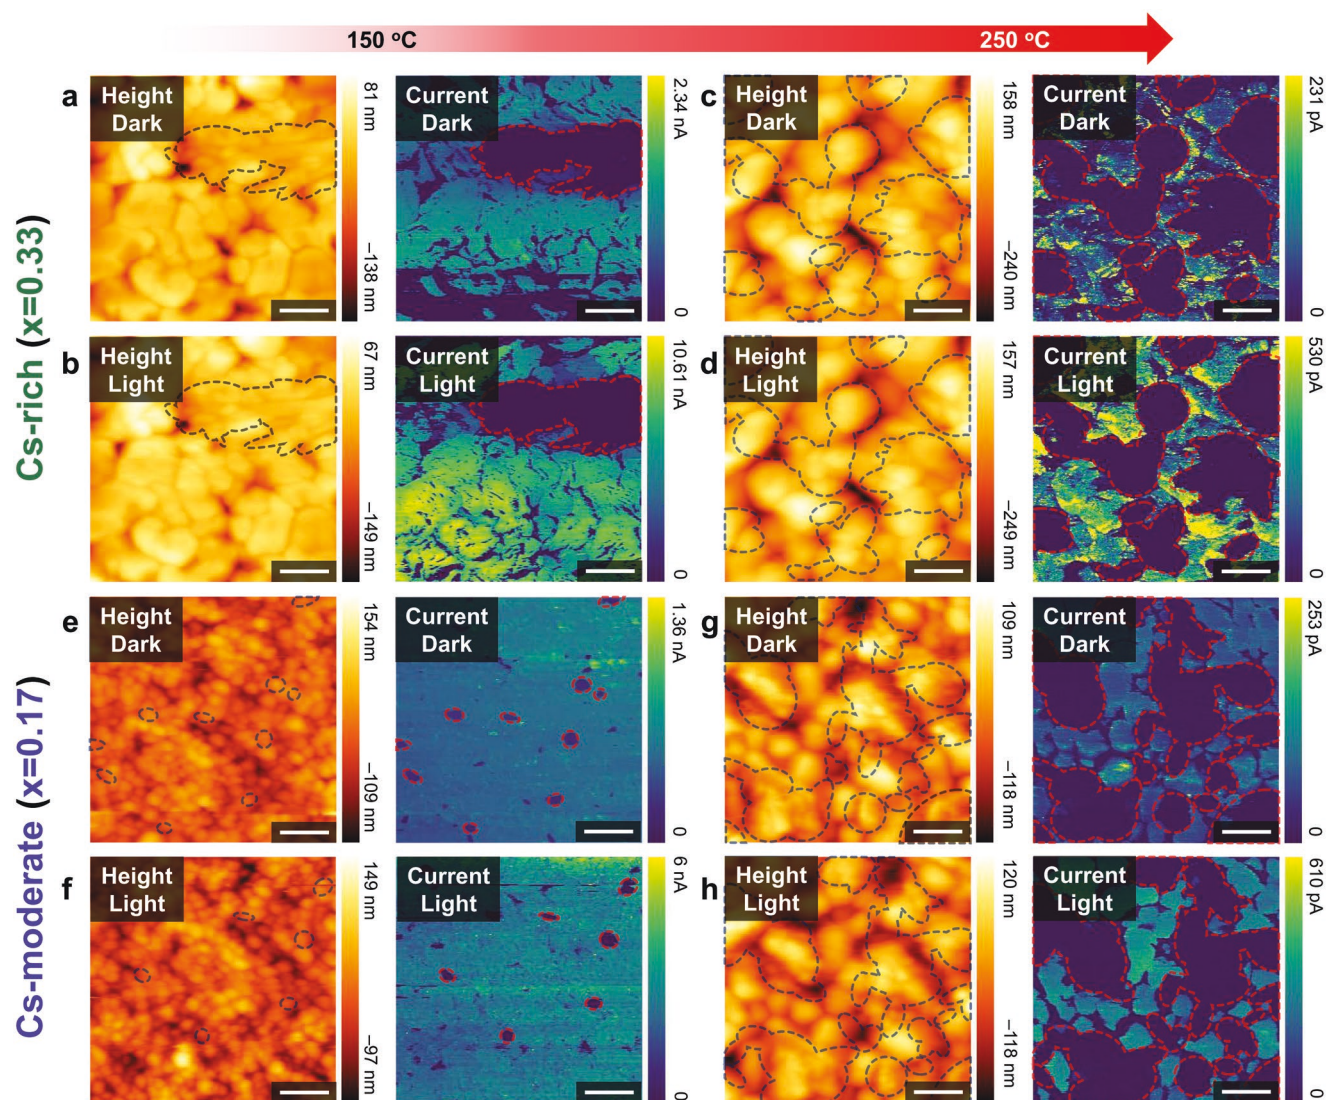 150 °C
250 °C
Cs-rich (x=0.33)
Cs-moderate (x=0.17)
a
Height
Dark
81 nm
−138 nm
Current
Dark
2.34 nA
0
c
Height
Dark
158 nm
−240 nm
Current
Dark
231 pA
0
b
Height
Light
67 nm
−149 nm
Current
Light
10.61 nA
0
d
Height
Light
157 nm
−249 nm
Current
Light
530 pA
0
e
Height
Dark
154 nm
−109 nm
Current
Dark
1.36 nA
0
g
Height
Dark
109 nm
−118 nm
Current
Dark
253 pA
0
f
Height
Light
149 nm
−97 nm
Current
Light
6 nA
0
h
Height
Light
120 nm
−118 nm
Current
Light
610 pA
0